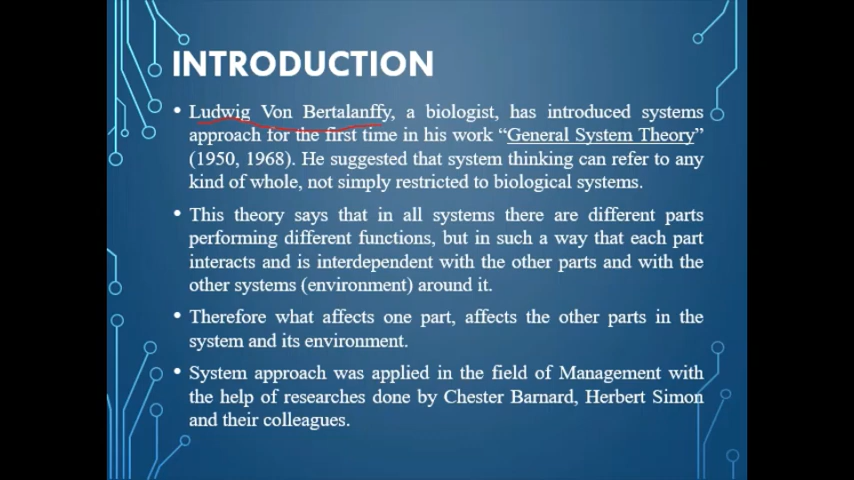 INTRODUCTION
• Ludwig Von Bertalanffy, a biologist, has introduced systems
approach for the first time in his work “General System Theory”
(1950, 1968). He suggested that system thinking can refer to any
kind of whole, not simply restricted to biological systems.
• This theory says that in all systems there are different parts
performing different functions, but in such a way that each part
interacts and is interdependent with the other parts and with the
other systems (environment) around it.
• Therefore what affects one part, affects the other parts in the
system and its environment.
• System approach was applied in the field of Management with
the help of researches done by Chester Barnard, Herbert Simon
and their colleagues.